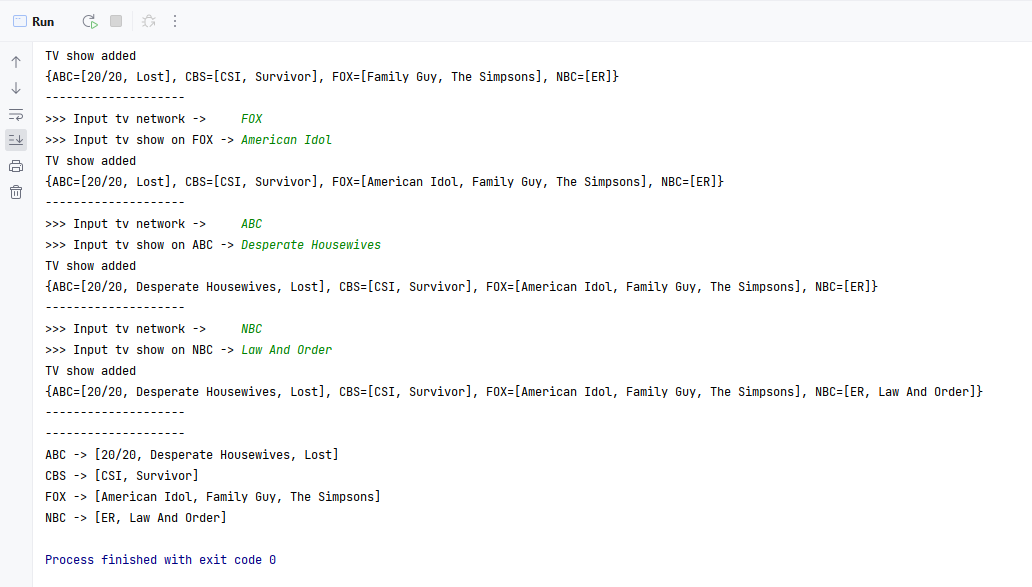 Run
TV show added
{ABC=[20/20, Lost], CBS=[CSI, Survivor], FOX=[Family Guy, The Simpsons], NBC=[ER]}
--------------------
>>> Input tv network ->     FOX
>>> Input tv show on FOX -> American Idol
TV show added
{ABC=[20/20, Lost], CBS=[CSI, Survivor], FOX=[American Idol, Family Guy, The Simpsons], NBC=[ER]}
--------------------
>>> Input tv network ->     ABC
>>> Input tv show on ABC -> Desperate Housewives
TV show added
{ABC=[20/20, Desperate Housewives, Lost], CBS=[CSI, Survivor], FOX=[American Idol, Family Guy, The Simpsons], NBC=[ER]}
--------------------
>>> Input tv network ->     NBC
>>> Input tv show on NBC -> Law And Order
TV show added
{ABC=[20/20, Desperate Housewives, Lost], CBS=[CSI, Survivor], FOX=[American Idol, Family Guy, The Simpsons], NBC=[ER, Law And Order]}
--------------------
--------------------
ABC -> [20/20, Desperate Housewives, Lost]
CBS -> [CSI, Survivor]
FOX -> [American Idol, Family Guy, The Simpsons]
NBC -> [ER, Law And Order]
Process finished with exit code 0